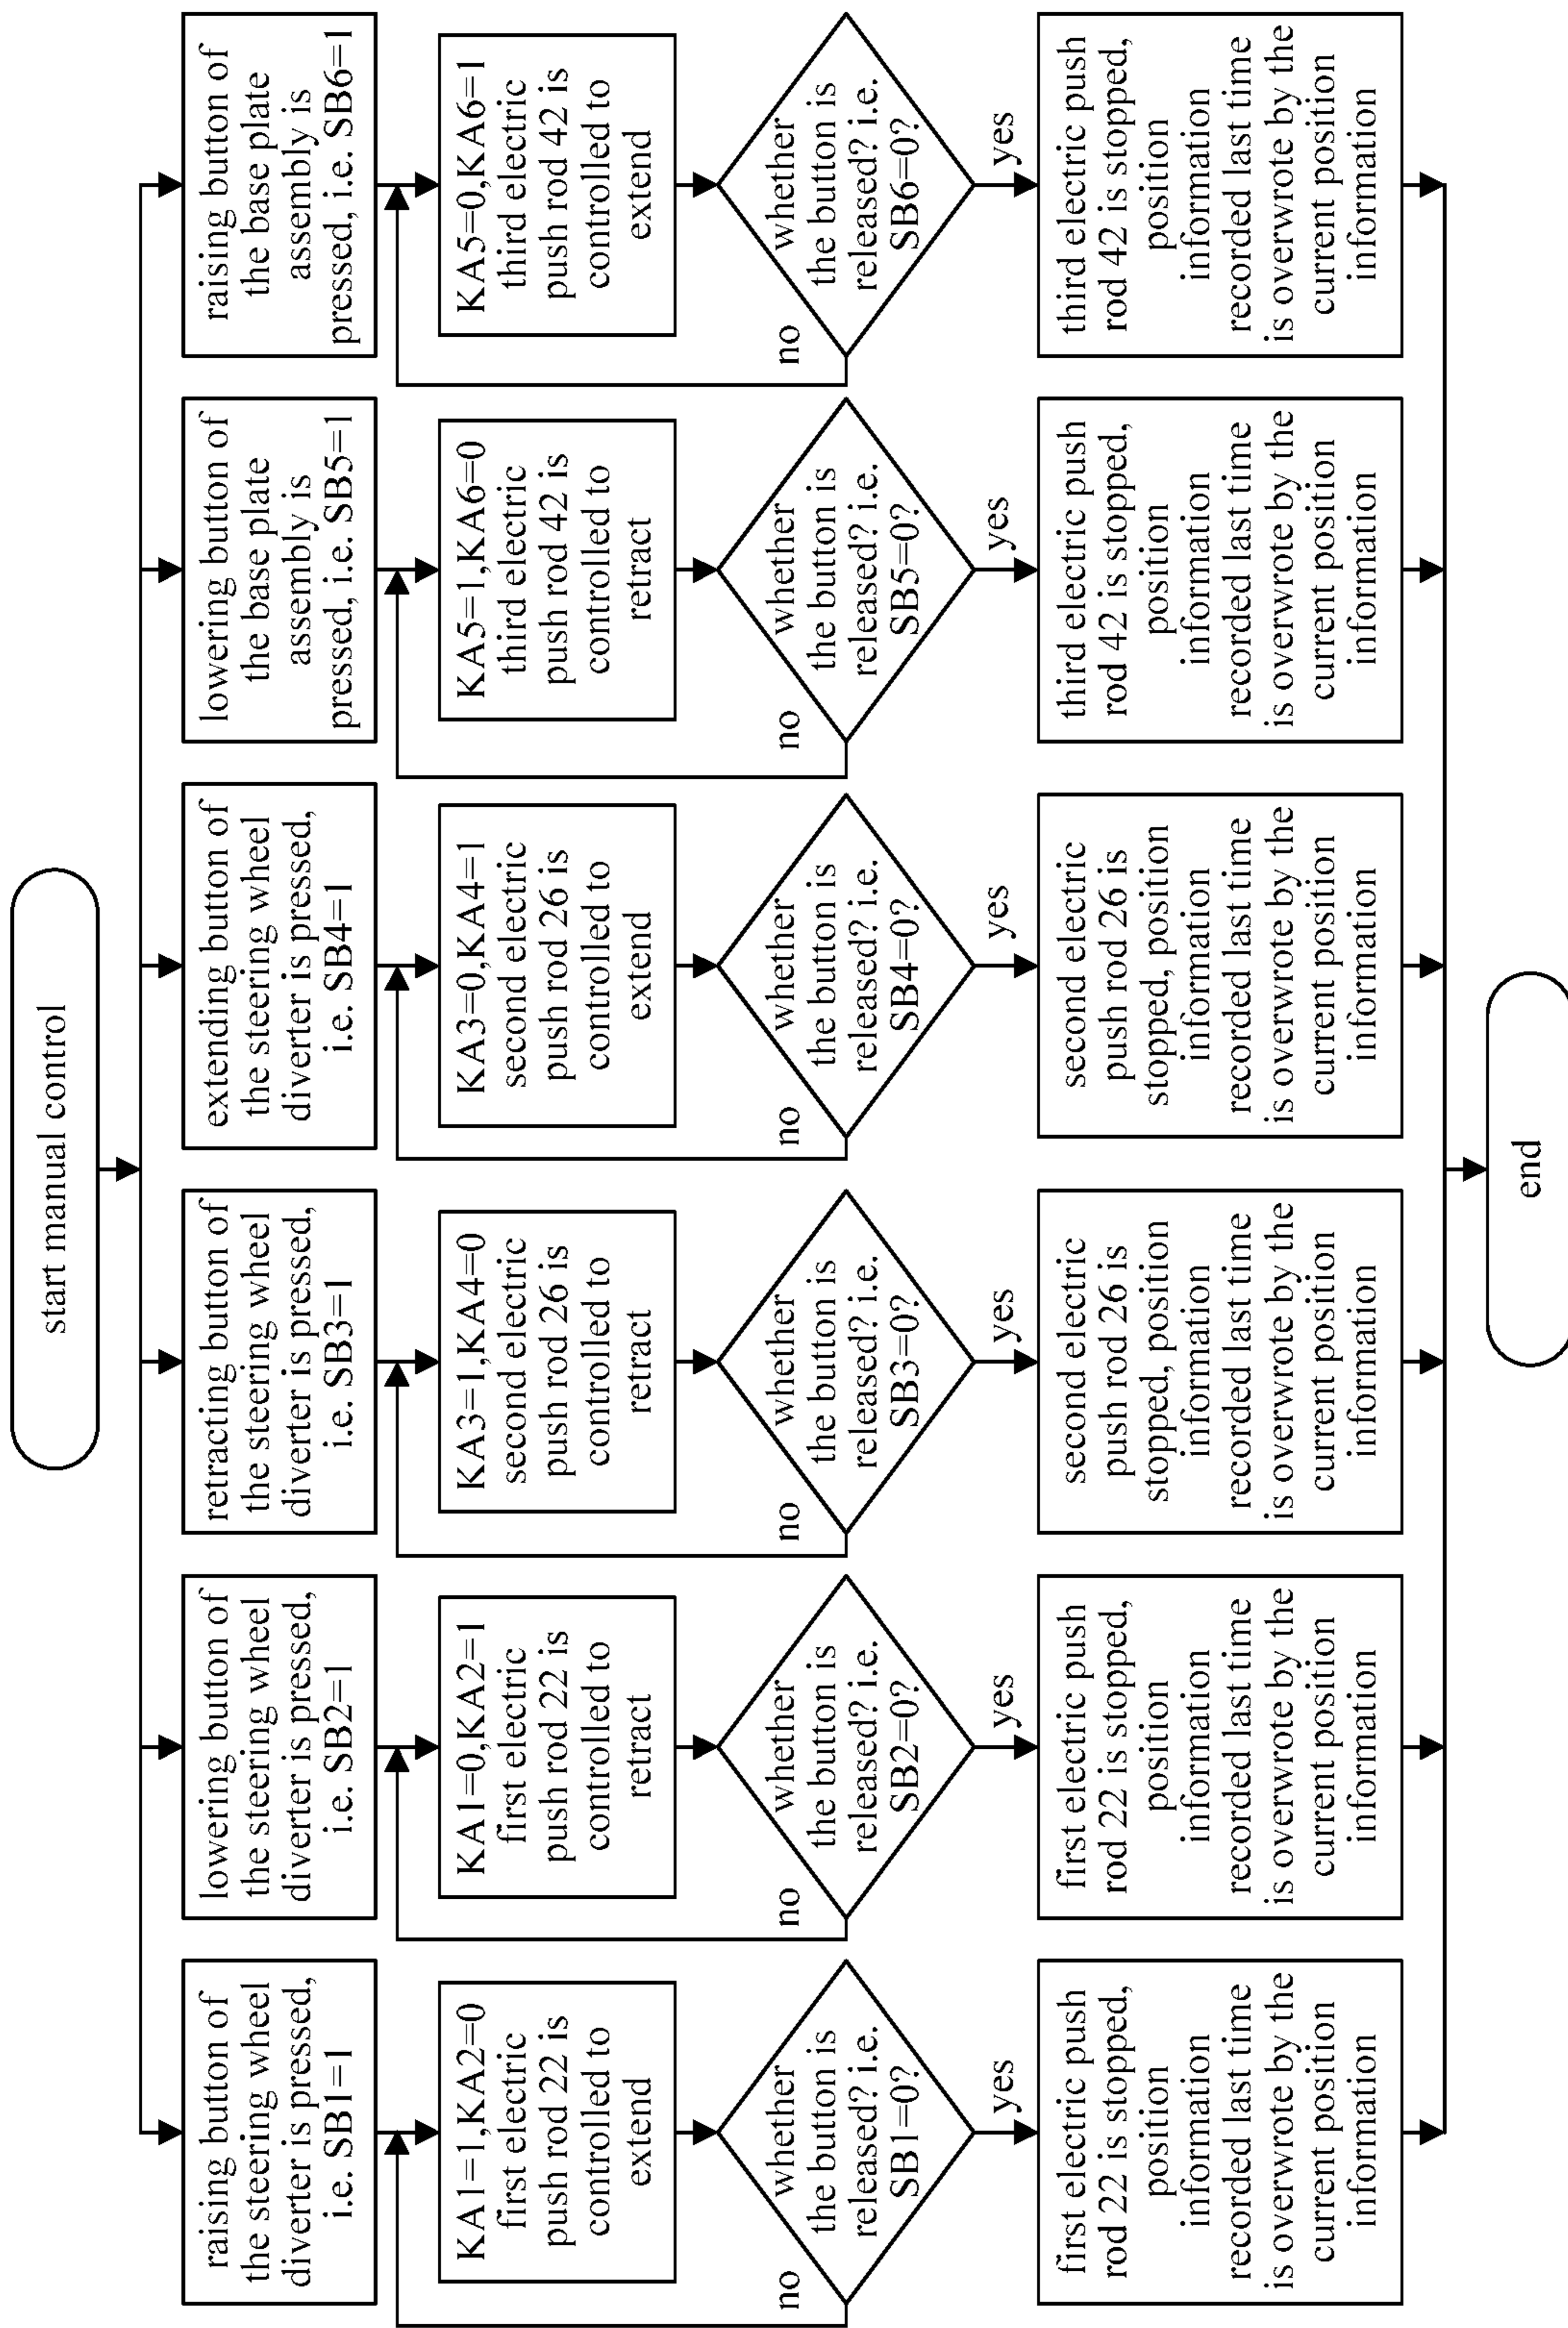 start manual control
raising button of
the steering wheel
diverter is pressed,
i.e. SB1=1
KA1=1,KA2=0
first electric
push rod 22 is
controlled to
extend
whether
the button is
released? i.e.
SB1=0?
no
yes
first electric push
rod 22 is stopped,
position
information
recorded last time
is overwrote by the
current position
information
lowering button of
the steering wheel
diverter is pressed,
i.e. SB2=1
KA1=0,KA2=1
first electric
push rod 22 is
controlled to
retract
whether
the button is
released? i.e.
SB2=0?
no
yes
first electric push
rod 22 is stopped,
position
information
recorded last time
is overwrote by the
current position
information
retracting button of
the steering wheel
diverter is pressed,
i.e. SB3=1
KA3=1,KA4=0
second electric
push rod 26 is
controlled to
retract
whether
the button is
released? i.e.
SB3=0?
no
yes
second electric
push rod 26 is
stopped, position
information
recorded last time
is overwrote by the
current position
information
extending button of
the steering wheel
diverter is pressed,
i.e. SB4=1
KA3=0,KA4=1
second electric
push rod 26 is
controlled to
extend
whether
the button is
released? i.e.
SB4=0?
no
yes
second electric
push rod 26 is
stopped, position
information
recorded last time
is overwrote by the
current position
information
lowering button of
the base plate
assembly is
pressed, i.e. SB5=1
KA5=1,KA6=0
third electric
push rod 42 is
controlled to
retract
whether
the button is
released? i.e.
SB5=0?
no
yes
third electric push
rod 42 is stopped,
position
information
recorded last time
is overwrote by the
current position
information
raising button of
the base plate
assembly is
pressed, i.e. SB6=1
KA5=0,KA6=1
third electric
push rod 42 is
controlled to
extend
whether
the button is
released? i.e.
SB6=0?
no
yes
third electric push
rod 42 is stopped,
position
information
recorded last time
is overwrote by the
current position
information
end